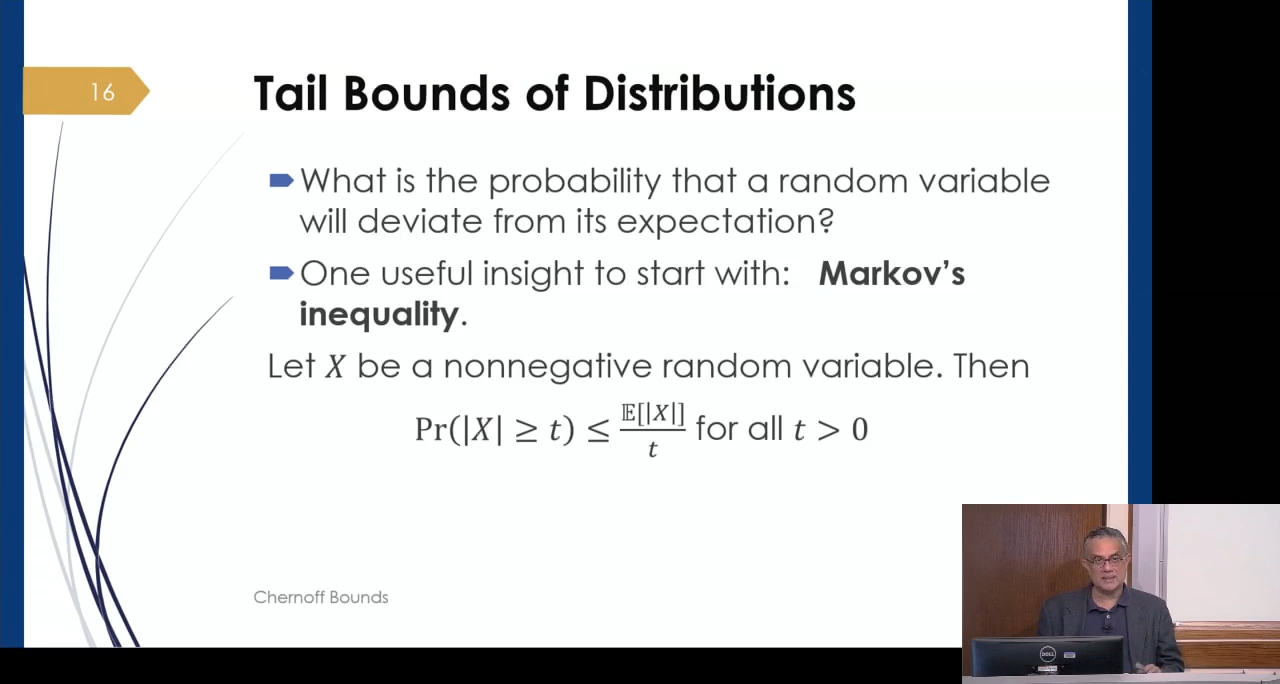 16
Tail Bounds of Distributions
What is the probability that a random variable
will deviate from its expectation?
One useful insight to start with: Markov's
inequality.
Let X be a nonnegative random variable. Then
Pr(|X| ≥ t) ≤ 𝔼[|X|]/t for all t > 0
Chernoff Bounds
DELL